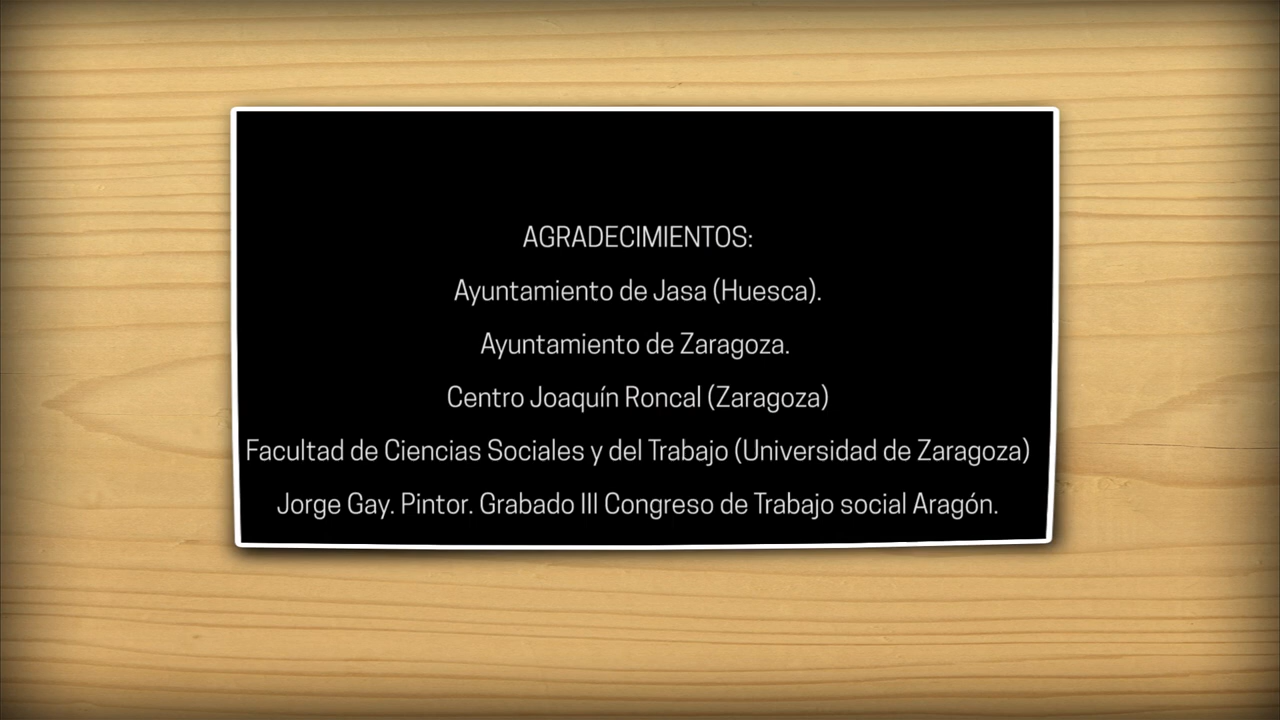 AGRADECIMIENTOS:
Ayuntamiento de Jasa (Huesca).
Ayuntamiento de Zaragoza.
Centro Joaquín Roncal (Zaragoza)
Facultad de Ciencias Sociales y del Trabajo (Universidad de Zaragoza)
Jorge Gay. Pintor. Grabado III Congreso de Trabajo social Aragón.